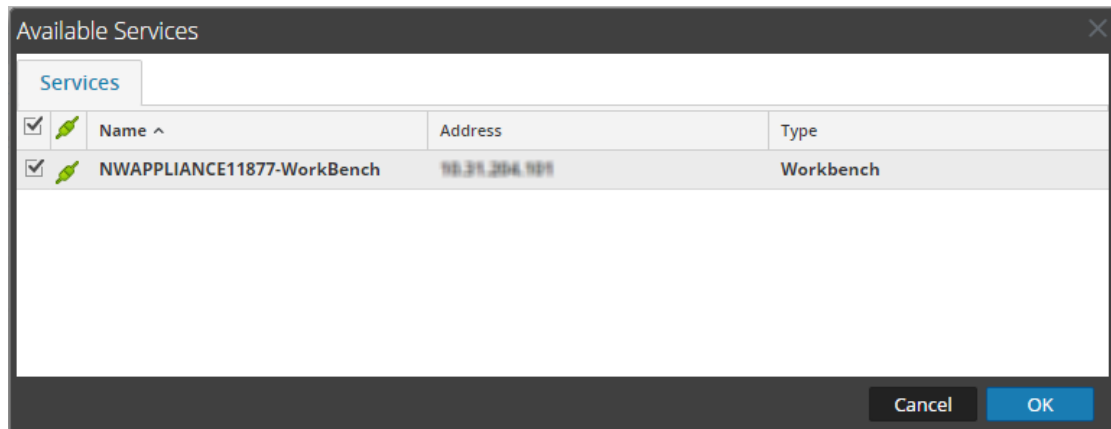 Available Services
Services
Name Address Type
NWAPPLIANCE11877-WorkBench Workbench
Cancel OK